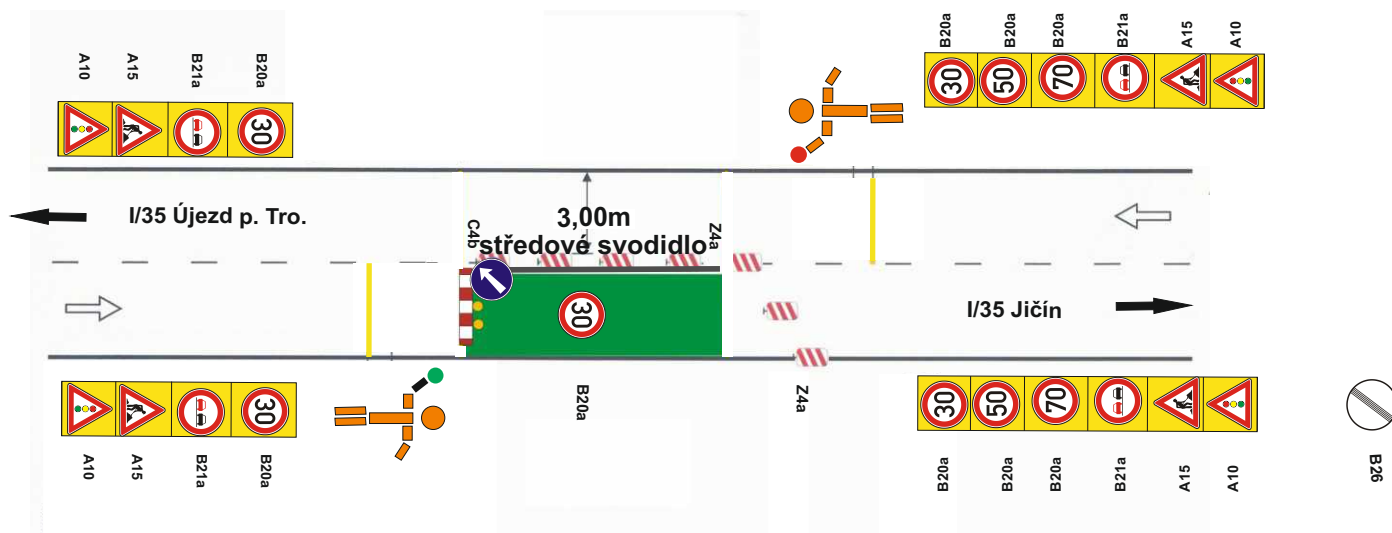 A10
A15
B21a
B20a
30
B20a
B20a
B20a
B21a
A15
A10
30
50
70
I/35 Újezd p. Tro.
3,00m
středové svodidlo
C4b
Z4a
30
I/35 Jičín
30
A10
A15
B21a
B20a
B20a
Z4a
30
50
70
B20a
B20a
B20a
B21a
A15
A10
B26